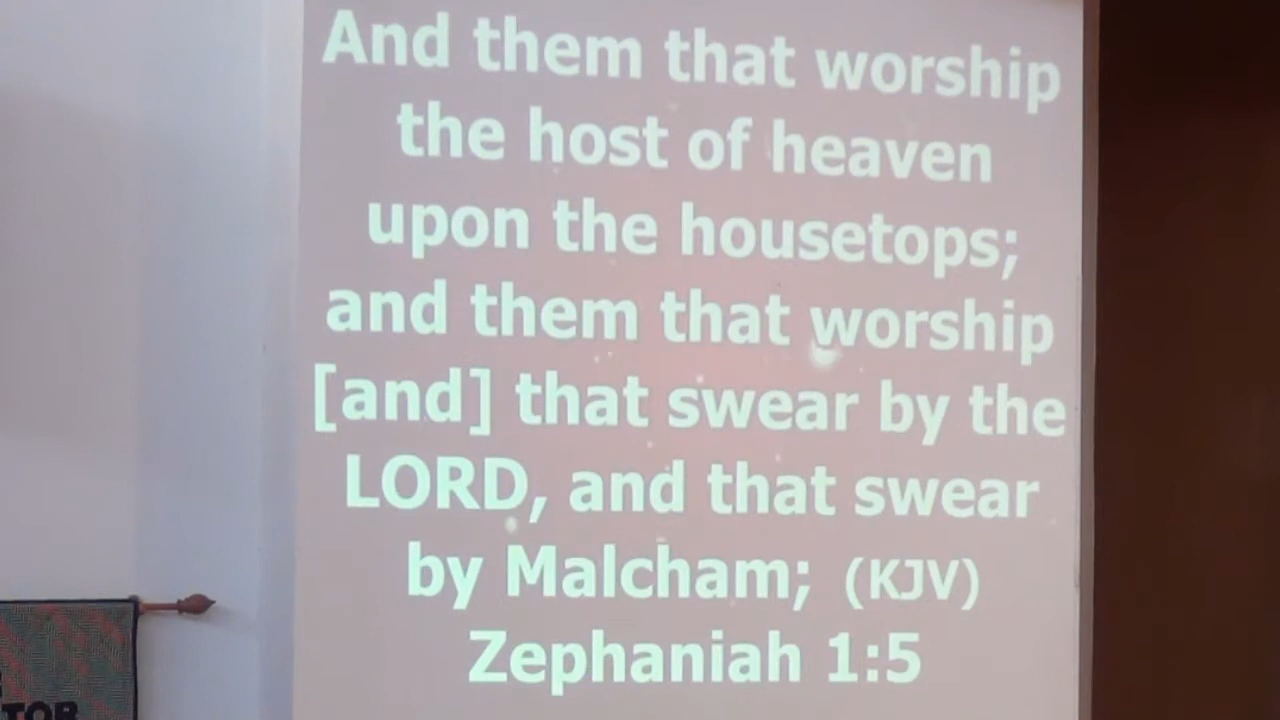 And them that worship
the host of heaven
upon the housetops;
and them that worship
[and] that swear by the
LORD, and that swear
by Malcham; (KJV)
Zephaniah 1:5
TOR